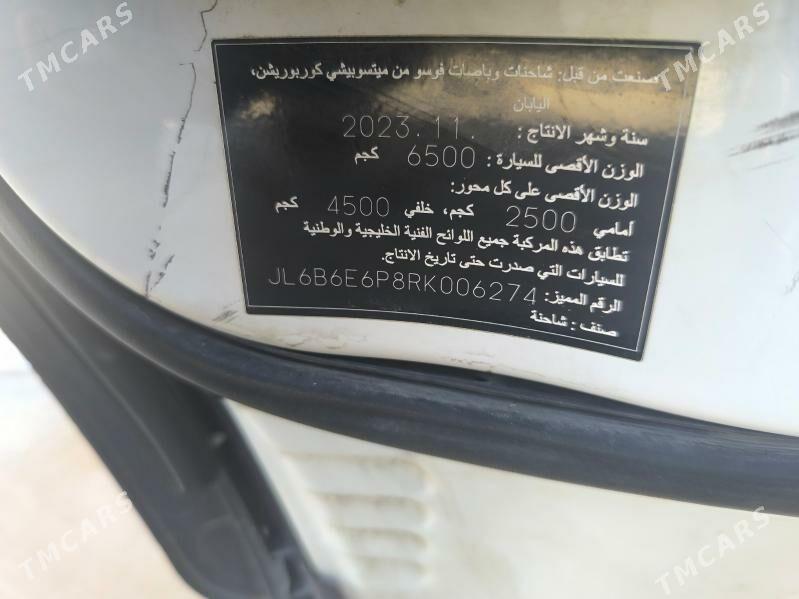 TMCARS
TMCARS
TMCARS
صنعت من قبل: شاحنات وباصات فوسو من ميتسوبيشي كوربوريشن،
اليابان
سنة وشهر الانتاج : 2023.11.
الوزن الأقصى للسيارة : 6500 كجم
الوزن الأقصى على كل محور:
أمامي 2500 كجم، خلفي 4500 كجم
تطابق هذه المركبة جميع اللوائح الفنية الخليجية والوطنية
للسيارات التي صدرت حتى تاريخ الانتاج.
الرقم المميز: JL6B6E6P8RK006274
صنف : شاحنة
TMCARS
TMCARS
TMCARS